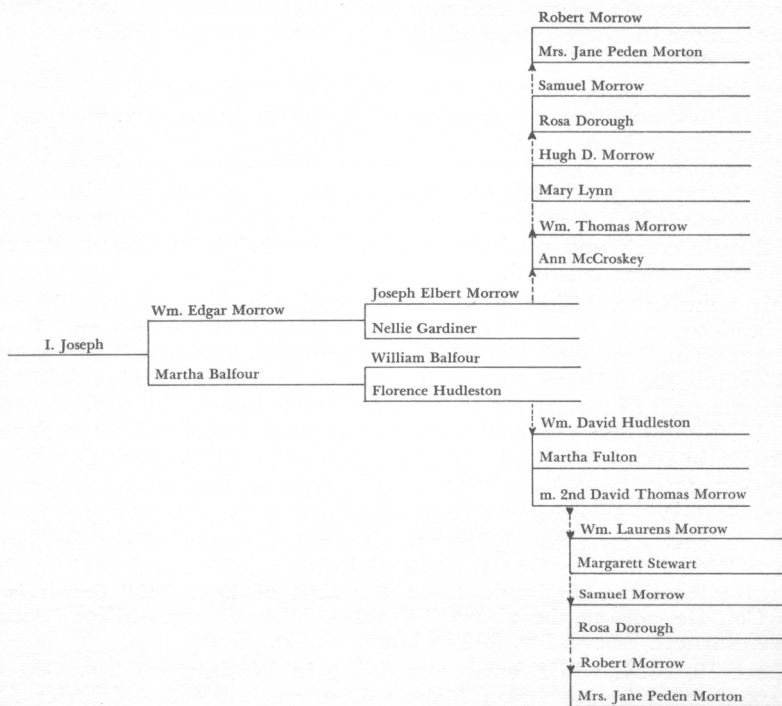 Robert Morrow
Mrs. Jane Peden Morton
Samuel Morrow
Rosa Dorough
Hugh D. Morrow
Mary Lynn
Wm. Thomas Morrow
Ann McCroskey
Joseph Elbert Morrow
Wm. Edgar Morrow
Nellie Gardiner
I. Joseph
William Balfour
Martha Balfour
Florence Hudleston
Wm. David Hudleston
Martha Fulton
m. 2nd David Thomas Morrow
Wm. Laurens Morrow
Margarett Stewart
Samuel Morrow
Rosa Dorough
Robert Morrow
Mrs. Jane Peden Morton